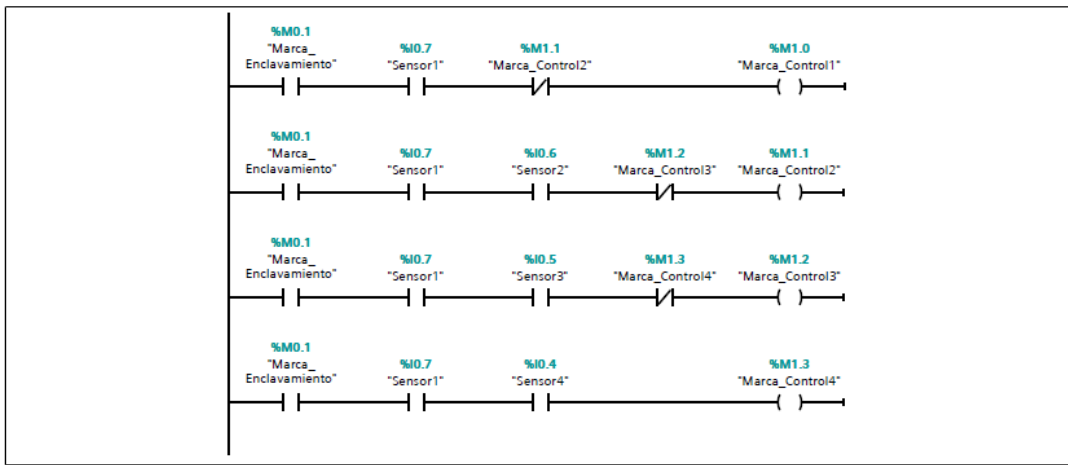 %M0.1
"Marca_
Enclavamiento"
%I0.7
"Sensor1"
%M1.1
"Marca_Control2"
%M1.0
"Marca_Control1"
%M0.1
"Marca_
Enclavamiento"
%I0.7
"Sensor1"
%I0.6
"Sensor2"
%M1.2
"Marca_Control3"
%M1.1
"Marca_Control2"
%M0.1
"Marca_
Enclavamiento"
%I0.7
"Sensor1"
%I0.5
"Sensor3"
%M1.3
"Marca_Control4"
%M1.2
"Marca_Control3"
%M0.1
"Marca_
Enclavamiento"
%I0.7
"Sensor1"
%I0.4
"Sensor4"
%M1.3
"Marca_Control4"